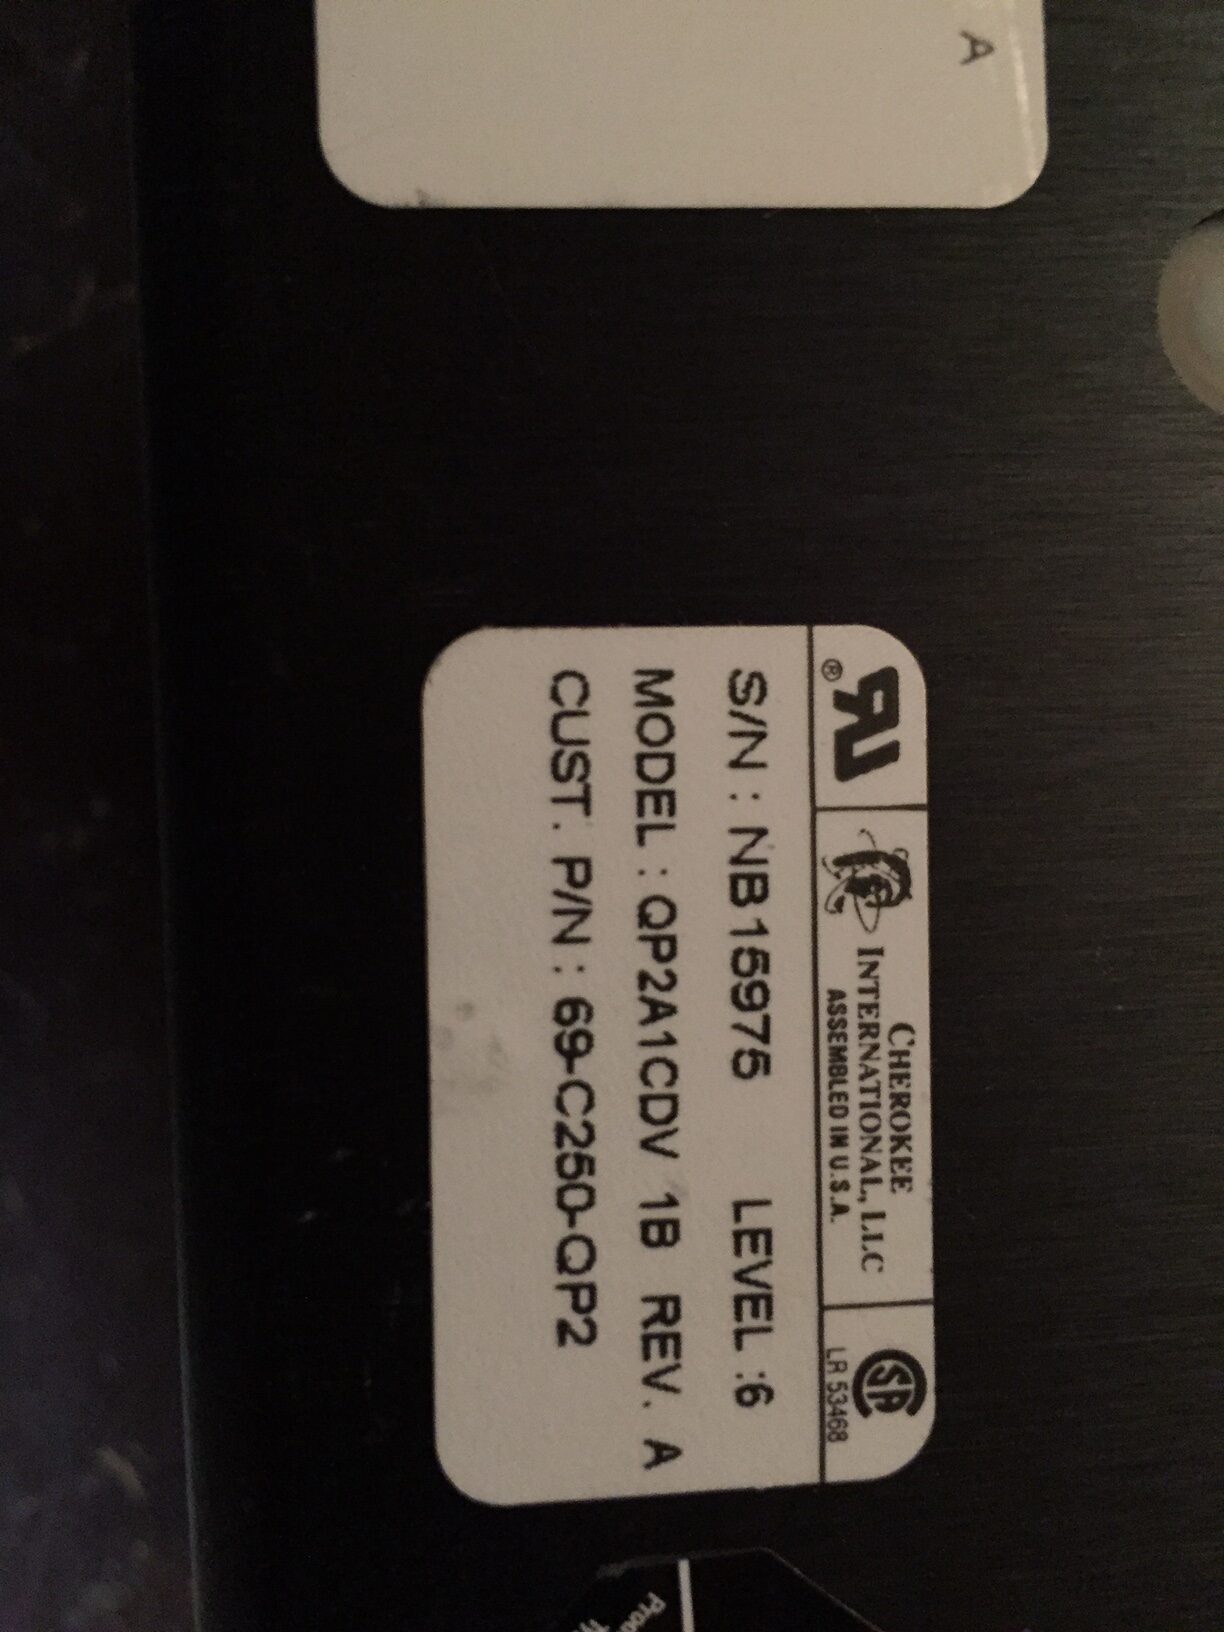 A
CHEROKEE
INTERNATIONAL, LLC
ASSEMBLED IN U.S.A.
®
LR 53468
S/N : NB15975 LEVEL :6
MODEL : QP2A1CDV 1B REV. A
CUST. P/N : 69-C250-QP2